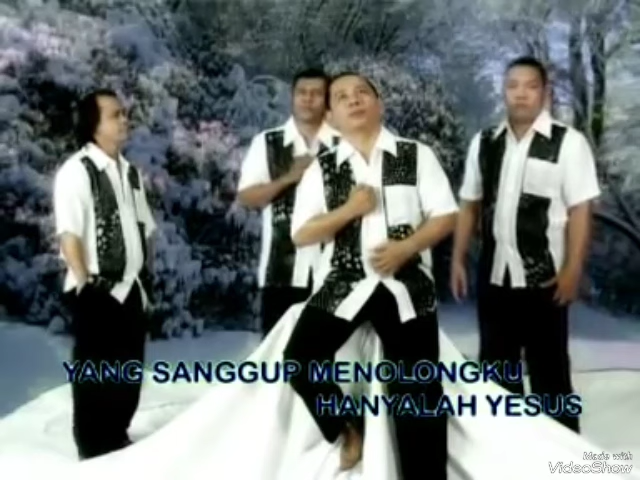 YANG SANGGUP MENOLONGKU
HANYALAH YESUS
Made with
VideoShow